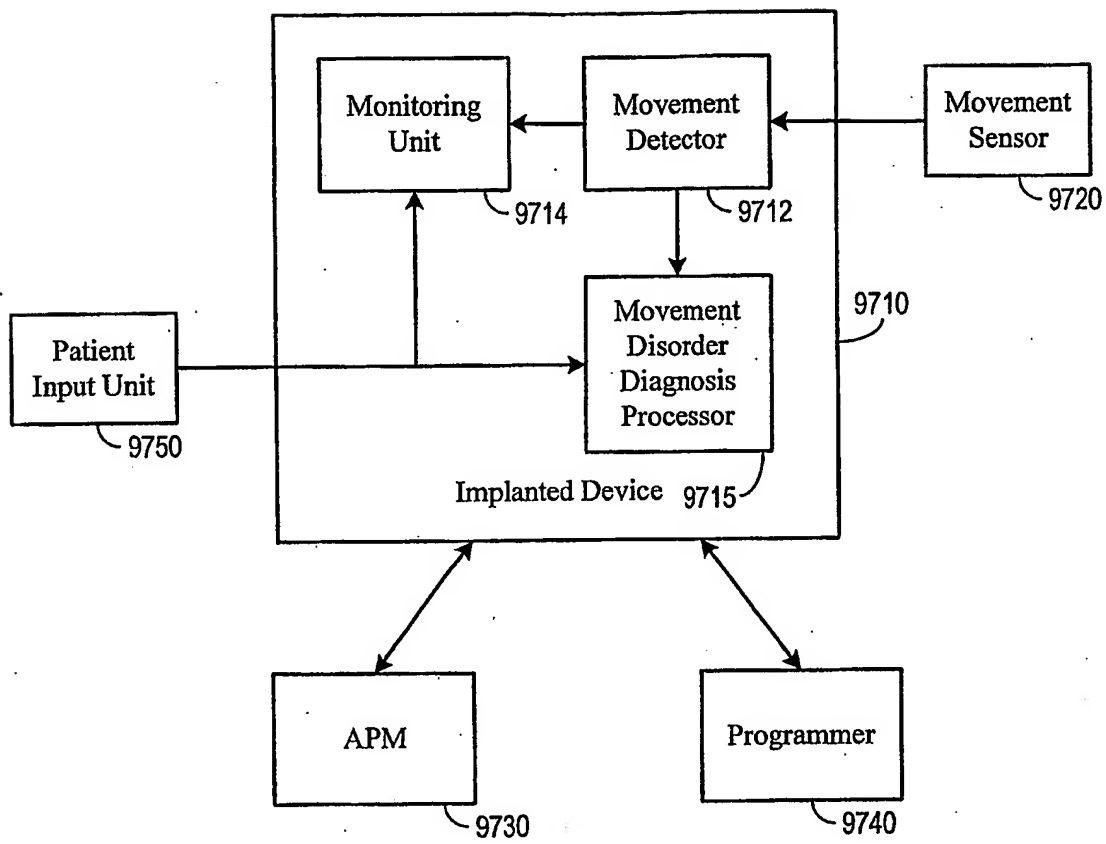 Monitoring
Unit
9714
Movement
Detector
9712
Movement
Sensor
9720
Patient
Input Unit
9750
Movement
Disorder
Diagnosis
Processor
9715
9710
Implanted Device
APM
9730
Programmer
9740